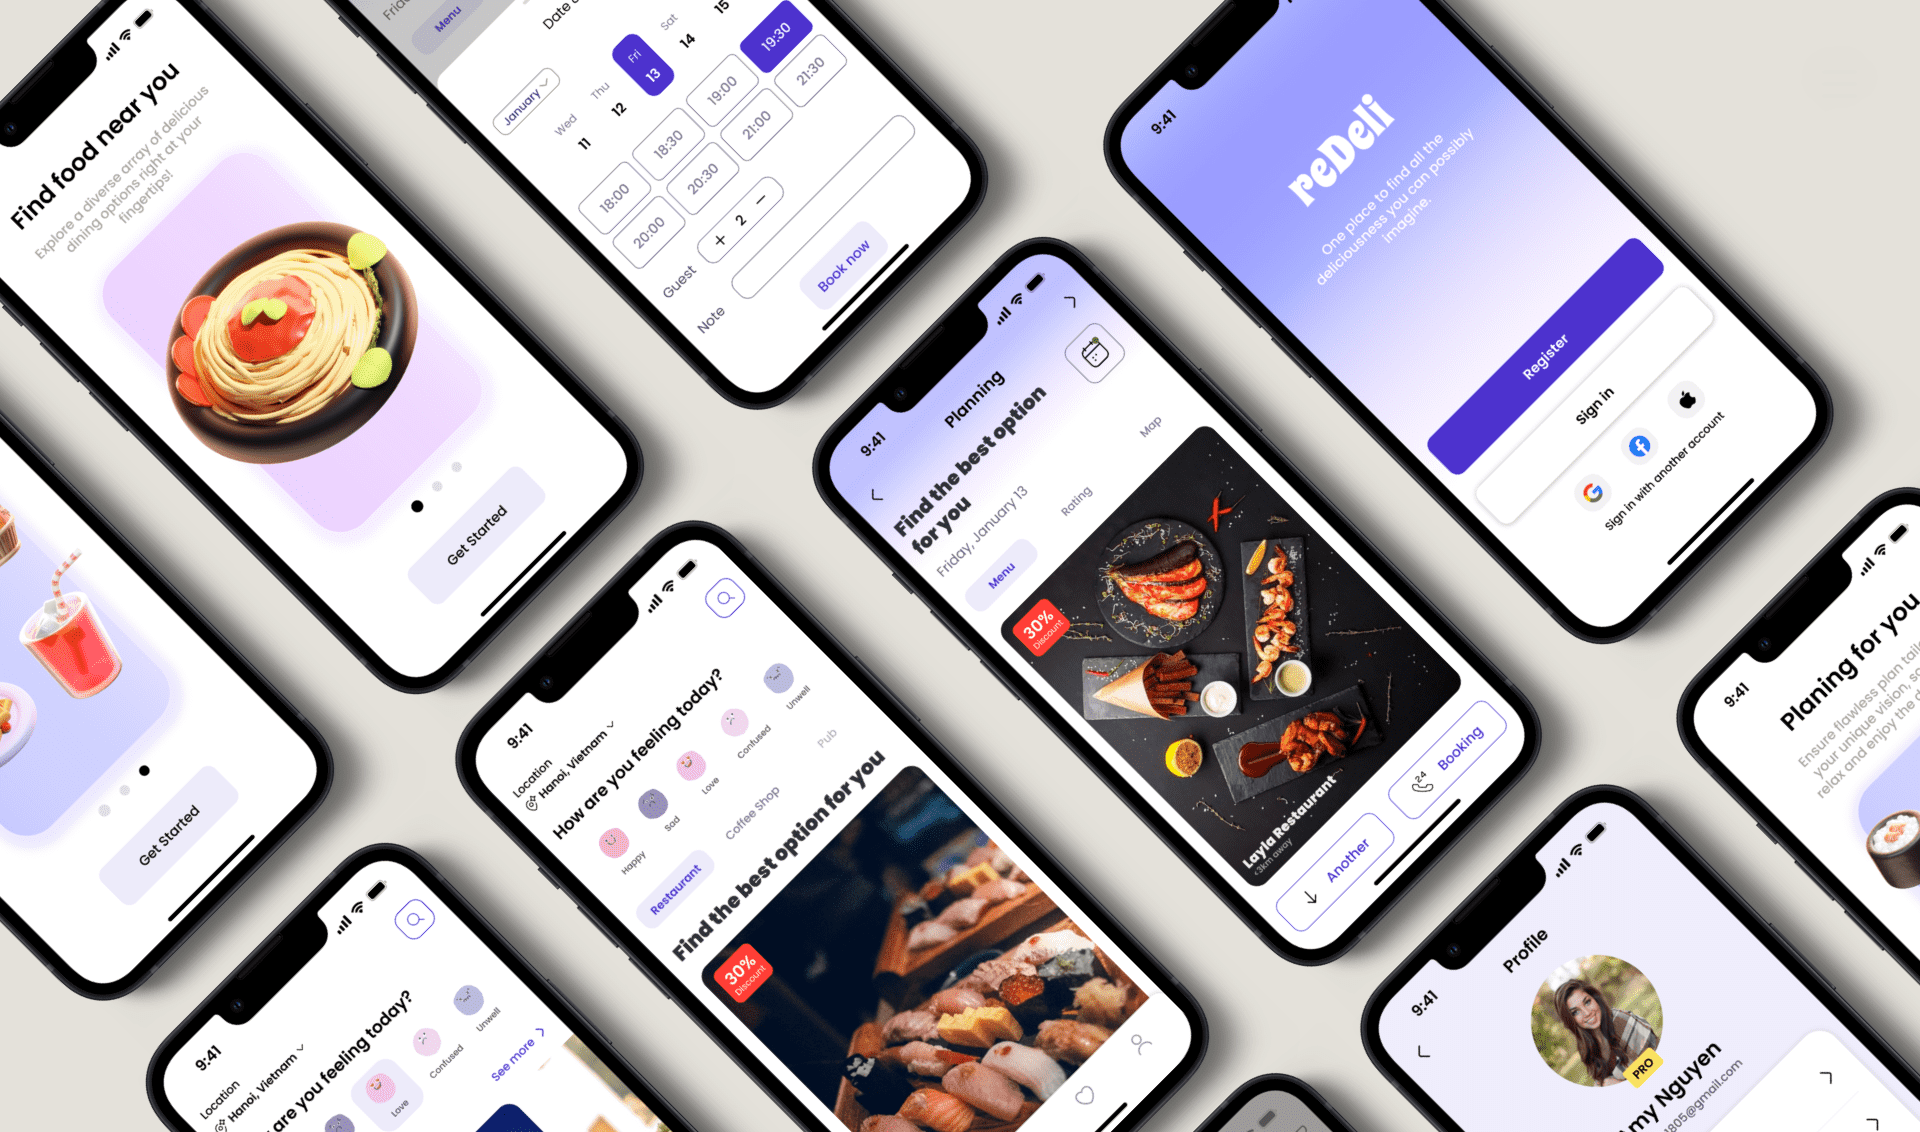 Find food near you
Explore a diverse array of delicious
dining options right at your
fingertips!
Get Started
Menu
January
Wed
11
Thu
12
Fri
13
Sat
14
15
18:00
18:30
19:00
19:30
20:00
20:30
21:00
21:30
Guest
+ 2 −
Note
Book now
9:41
reDeli
One place to find all the
deliciousness you can possibly
imagine.
Register
Sign in
Sign in with another account
Get Started
9:41
Planning
Find the best option
for you
Friday, January 13
Menu
Rating
Map
30%
Discount
Layla Restaurant
<3km away
Another
24
Booking
9:41
Location
Hanoi, Vietnam
How are you feeling today?
Happy
Sad
Love
Confused
Unwell
Restaurant
Coffee Shop
Pub
Find the best option for you
30%
Discount
9:41
Planing for you
Ensure flawless plan
your unique vision,
relax and enjoy the
9:41
Location
Hanoi, Vietnam
are you feeling today?
Love
Confused
Unwell
See more
9:41
Profile
PRO
my Nguyen
1805@gmail.com